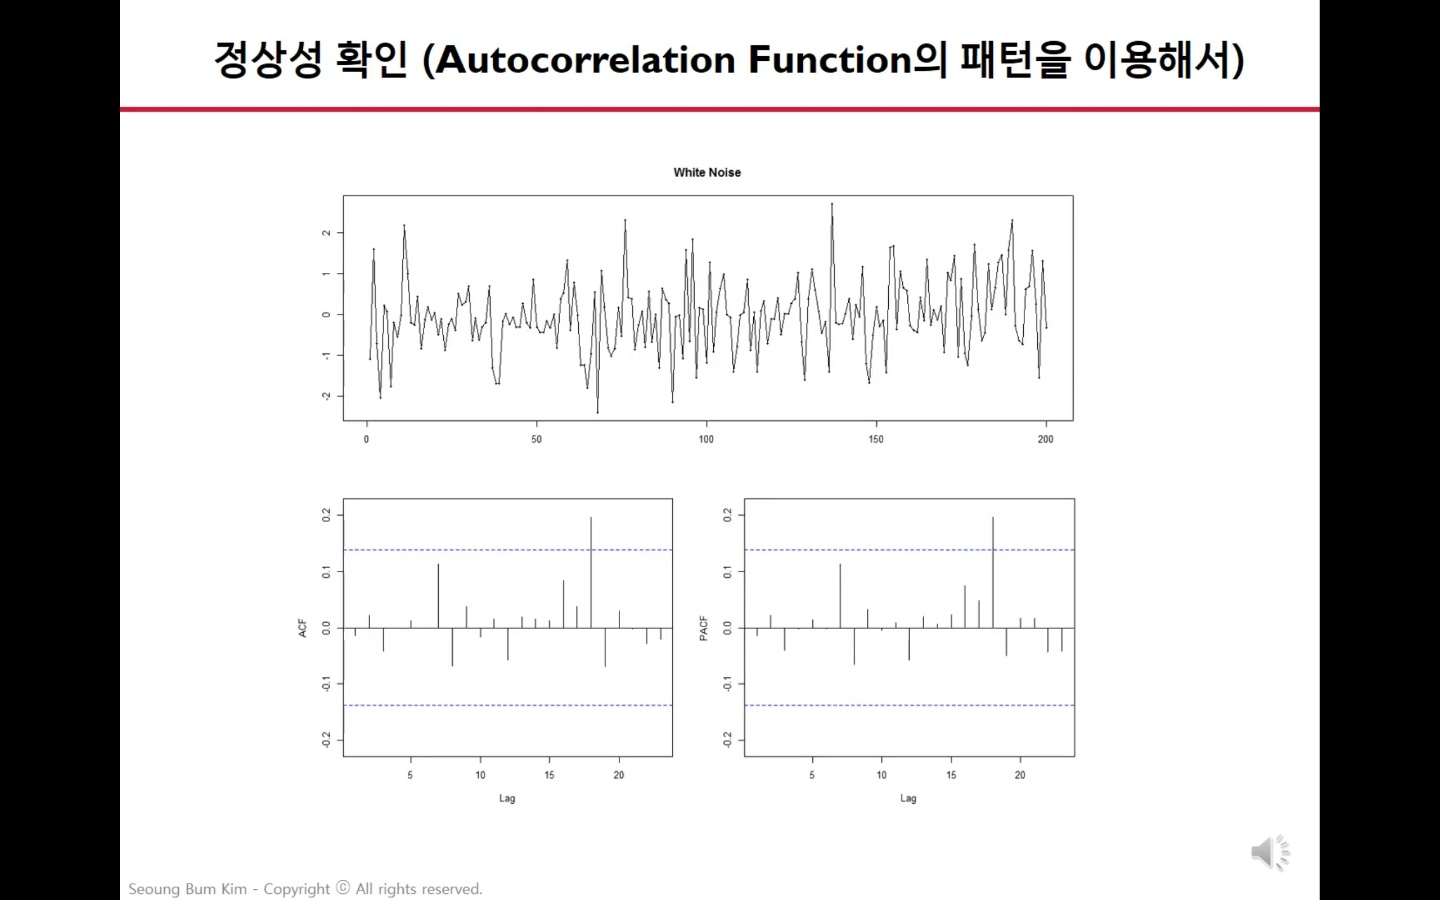 정상성 확인 (Autocorrelation Function의 패턴을 이용해서)
White Noise
2
1
0
-1
-2
0 50 100 150 200
0.2
0.1
0.0
-0.1
-0.2
ACF
5 10 15 20
Lag
0.2
0.1
0.0
-0.1
-0.2
PACF
5 10 15 20
Lag
Seoung Bum Kim - Copyright ⓒ All rights reserved.